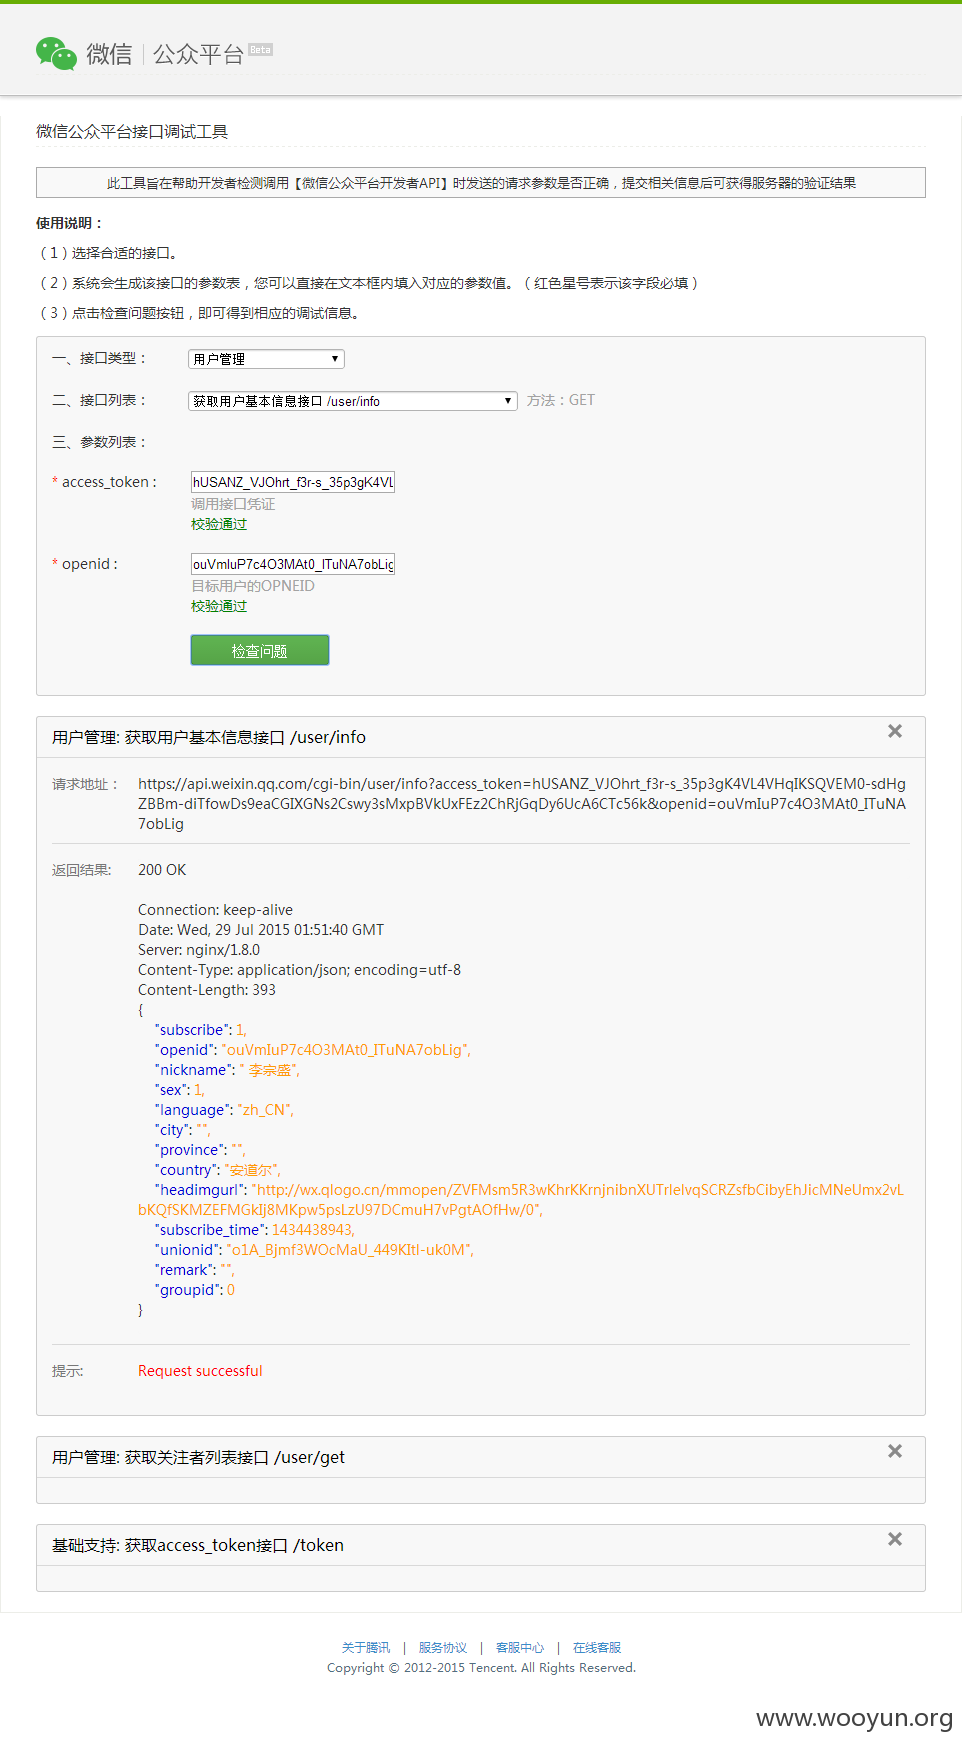 微信 | 公众平台 Beta
微信公众平台接口调试工具
此工具旨在帮助开发者检测调用【微信公众平台开发者API】时发送的请求参数是否正确，提交相关信息后可获得服务器的验证结果
使用说明：
（1）选择合适的接口。
（2）系统会生成该接口的参数表，您可以直接在文本框内填入对应的参数值。（红色星号表示该字段必填）
（3）点击检查问题按钮，即可得到相应的调试信息。
一、接口类型： 用户管理
二、接口列表： 获取用户基本信息接口 /user/info 方法：GET
三、参数列表：
* access_token : hUSANZ_VJOhrt_f3r-s_35p3gK4VL
调用接口凭证
校验通过
* openid : ouVmIuP7c4O3MAt0_ITuNA7obLig
目标用户的OPNEID
校验通过
检查问题
用户管理: 获取用户基本信息接口 /user/info
请求地址： https://api.weixin.qq.com/cgi-bin/user/info?access_token=hUSANZ_VJOhrt_f3r-s_35p3gK4VL4VHqIKSQVEM0-sdHg
ZBBm-diTfowDs9eaCGIXGNs2Cswy3sMxpBVkUxFEz2ChRjGqDy6UcA6CTc56k&openid=ouVmIuP7c4O3MAt0_ITuNA
7obLig
返回结果: 200 OK
Connection: keep-alive
Date: Wed, 29 Jul 2015 01:51:40 GMT
Server: nginx/1.8.0
Content-Type: application/json; encoding=utf-8
Content-Length: 393
{
"subscribe": 1,
"openid": "ouVmIuP7c4O3MAt0_ITuNA7obLig",
"nickname": " 李宗盛",
"sex": 1,
"language": "zh_CN",
"city": "",
"province": "",
"country": "安道尔",
"headimgurl": "http://wx.qlogo.cn/mmopen/ZVFMsm5R3wKhrKKrnjnibnXUTrIelvqSCRZsfbCibyEhJicMNeUmx2vL
bKQfSKMZEFMGkIj8MKpw5psLzU97DCmuH7vPgtAOfHw/0",
"subscribe_time": 1434438943,
"unionid": "o1A_Bjmf3WOcMaU_449KItl-uk0M",
"remark": "",
"groupid": 0
}
提示: Request successful
用户管理: 获取关注者列表接口 /user/get
基础支持: 获取access_token接口 /token
关于腾讯 | 服务协议 | 客服中心 | 在线客服
Copyright © 2012-2015 Tencent. All Rights Reserved.
www.wooyun.org